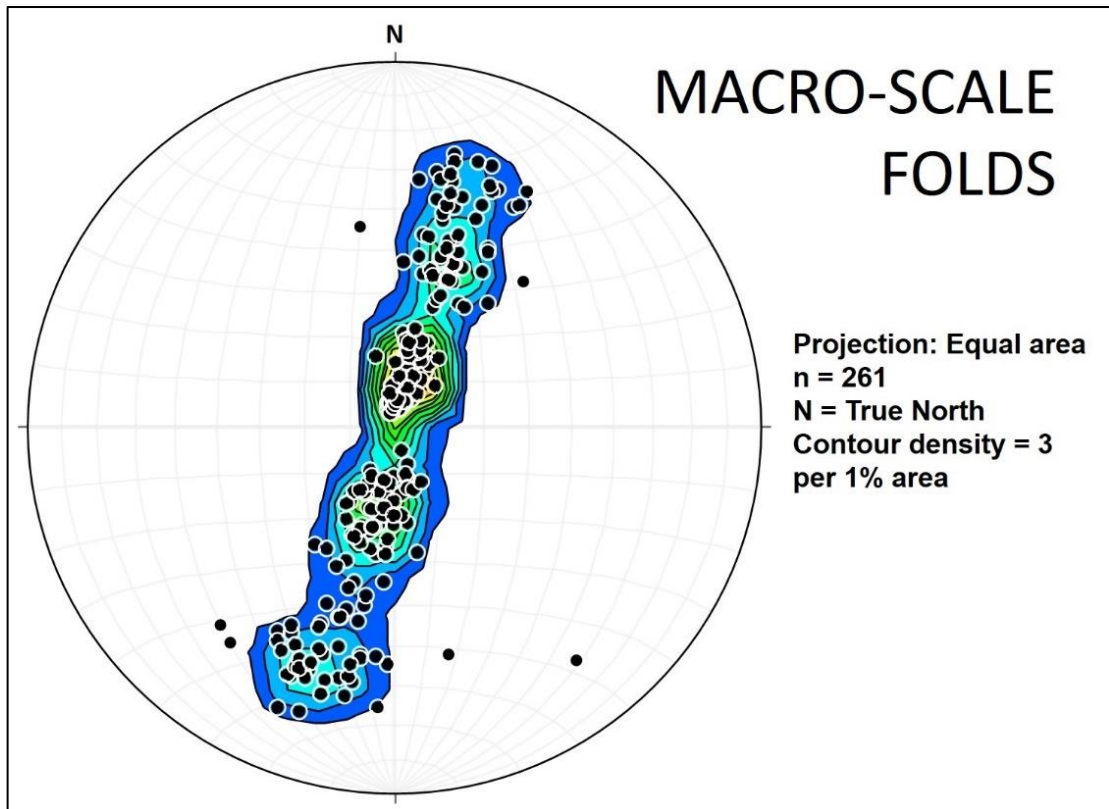 N
MACRO-SCALE
FOLDS
Projection: Equal area
n = 261
N = True North
Contour density = 3
per 1% area